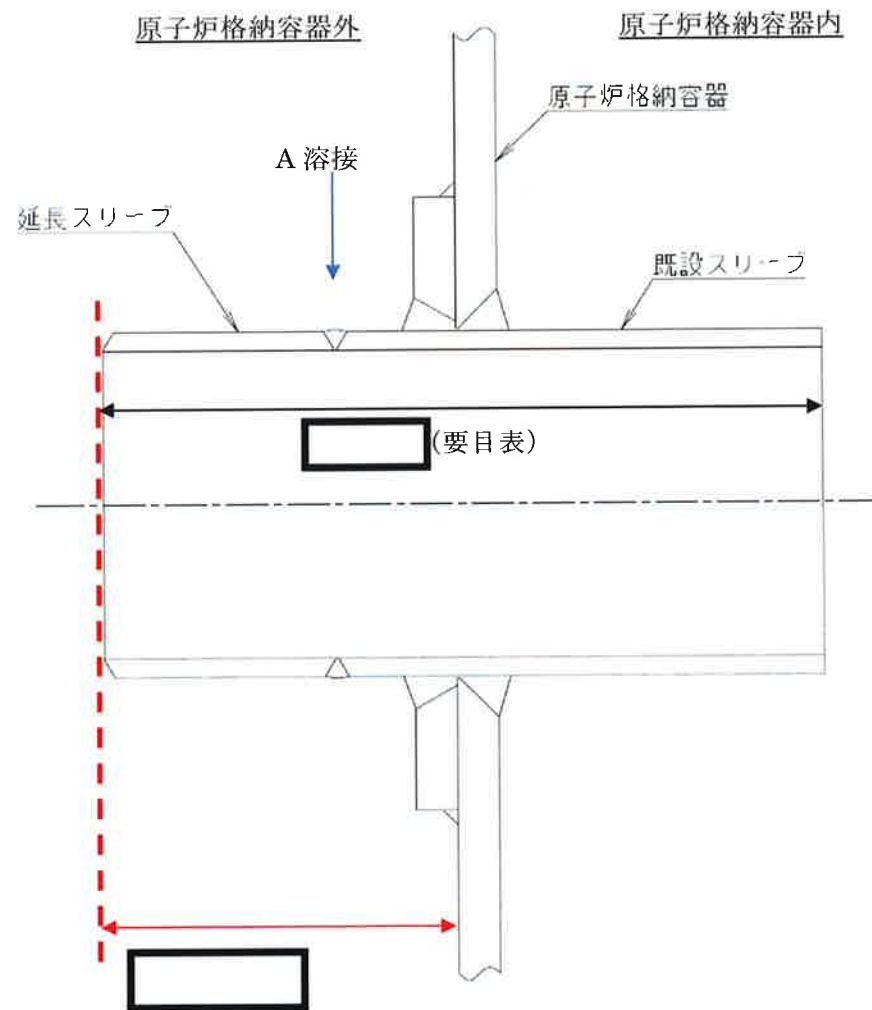 原子炉格納容器外
原子炉格納容器内
原子炉格納容器
A 溶接
延長スリーブ
既設スリーブ
(要目表)